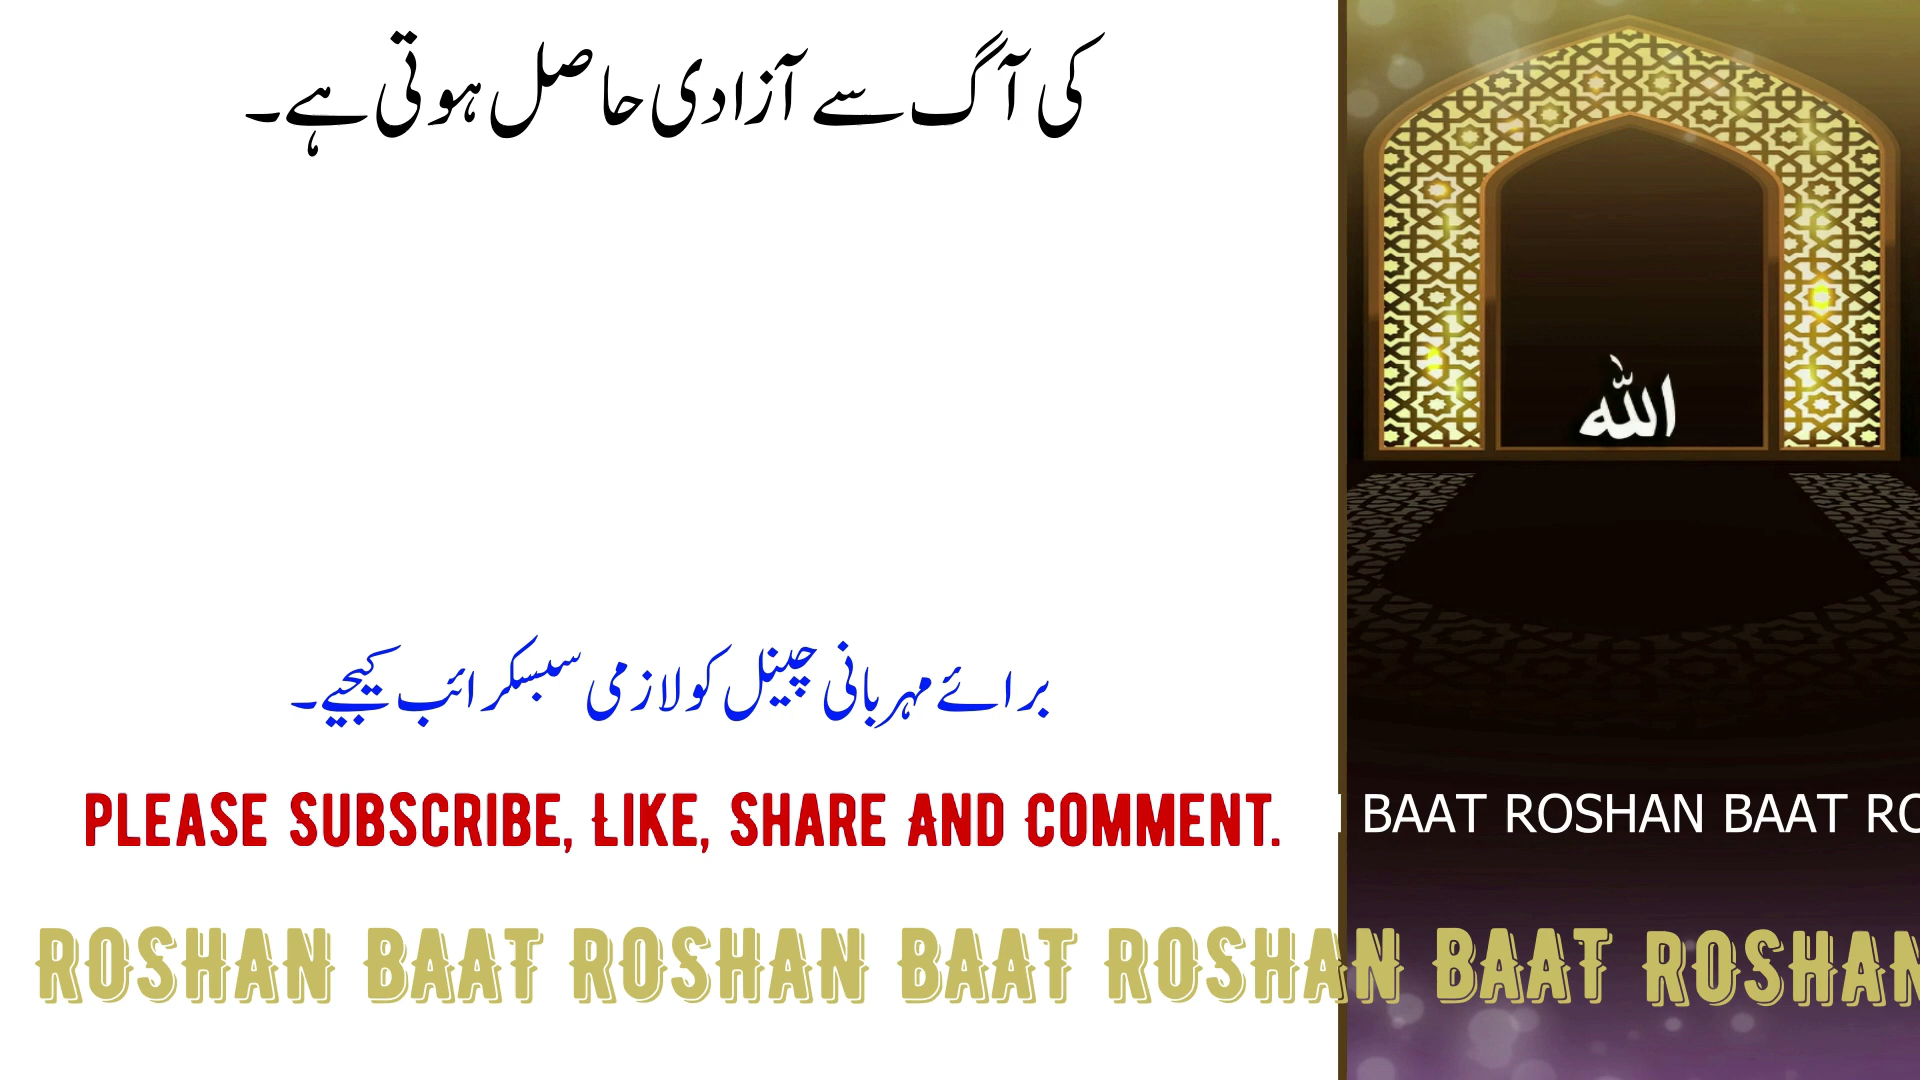 کی آگ سے آزادی حاصل ہوتی ہے۔
الله
برائے مہربانی چینل کو لازمی سبسکرائب کیجیے۔
PLEASE SUBSCRIBE, LIKE, SHARE AND COMMENT.
BAAT ROSHAN BAAT RO
ROSHAN BAAT ROSHAN BAAT ROSHAN BAAT ROSHAN